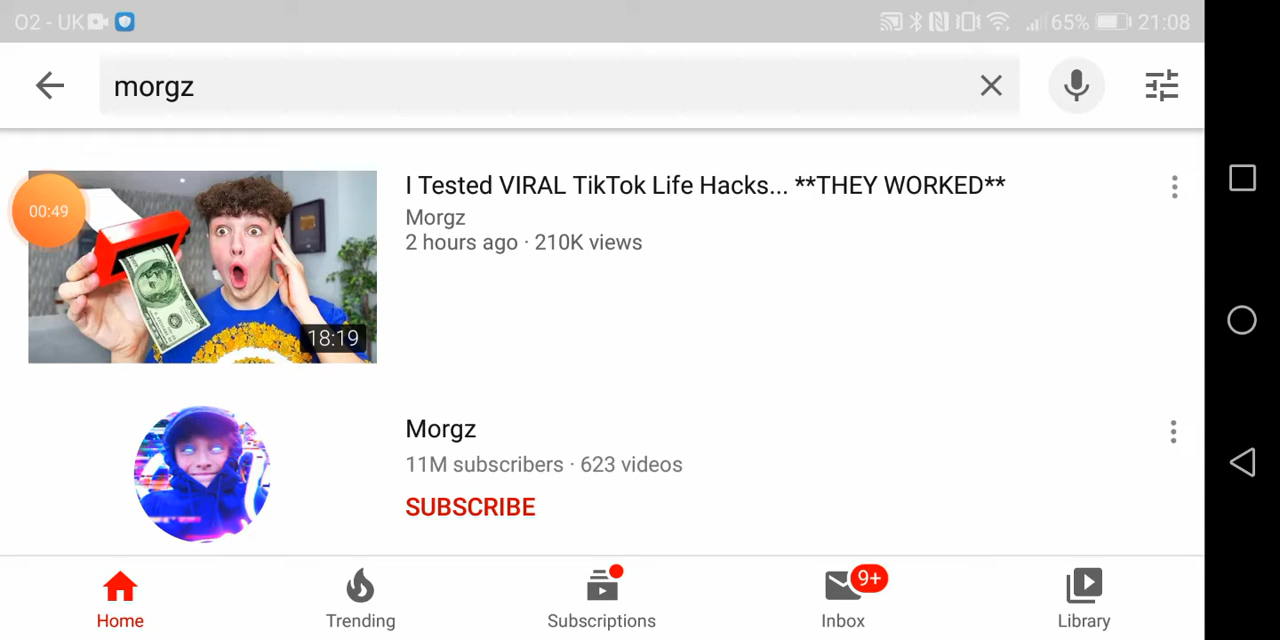 O2 - UK
65% 21:08
morgz
00:49
18:19
I Tested VIRAL TikTok Life Hacks... **THEY WORKED**
Morgz
2 hours ago · 210K views
Morgz
11M subscribers · 623 videos
SUBSCRIBE
Home
Trending
Subscriptions
9+
Inbox
Library